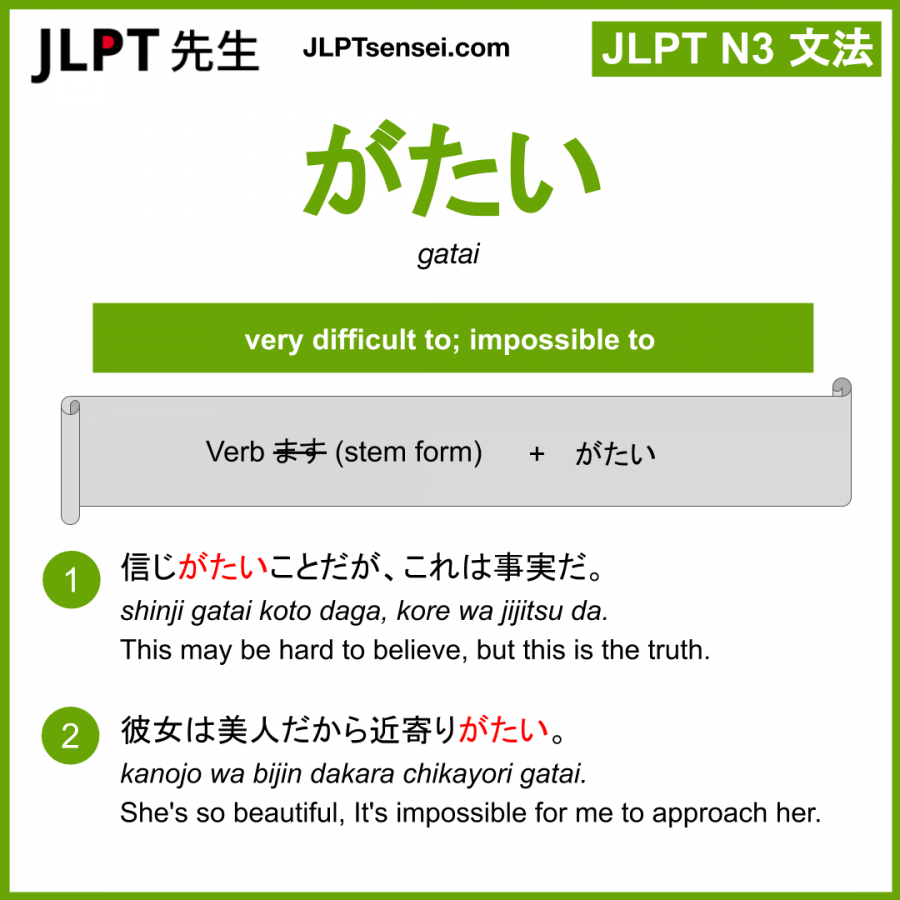 JLPT 先生 JLPTsensei.com JLPT N3 文法
がたい
gatai
very difficult to; impossible to
Verb ます (stem form) + がたい
1 信じがたいことだが、これは事実だ。
shinji gatai koto daga, kore wa jijitsu da.
This may be hard to believe, but this is the truth.
2 彼女は美人だから近寄りがたい。
kanojo wa bijin dakara chikayori gatai.
She's so beautiful, It's impossible for me to approach her.